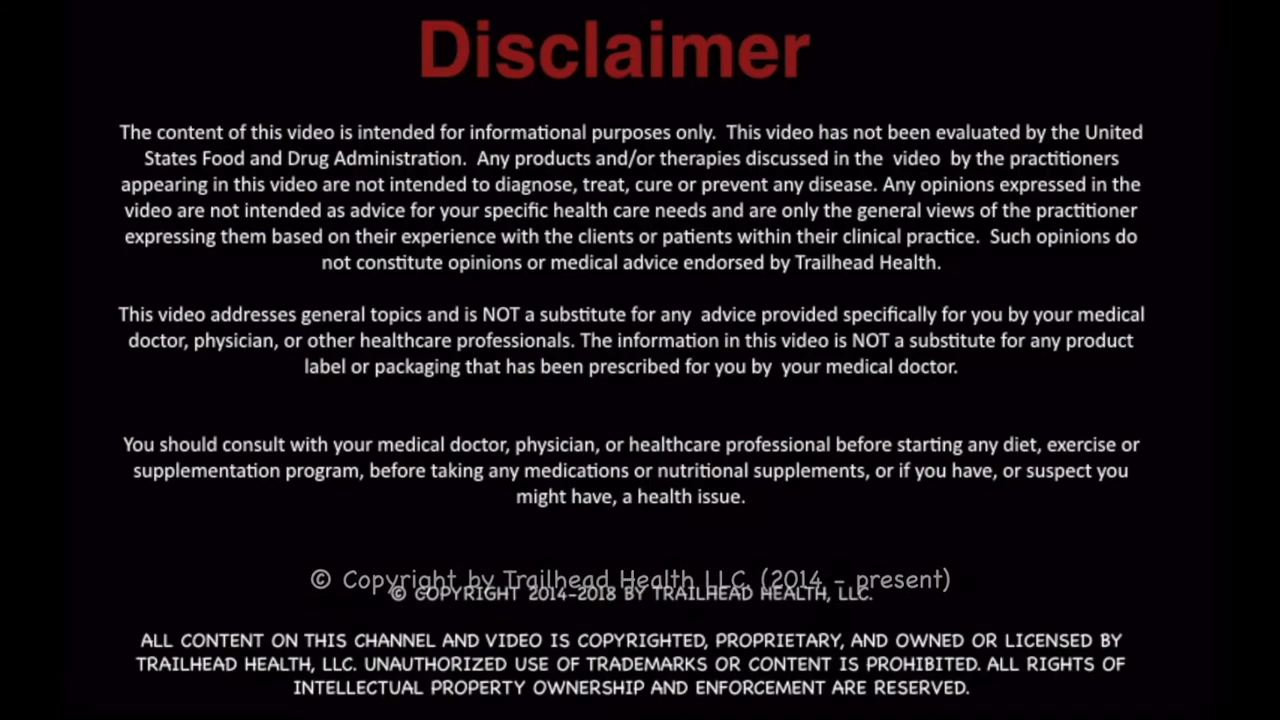 Disclaimer
The content of this video is intended for informational purposes only. This video has not been evaluated by the United
States Food and Drug Administration. Any products and/or therapies discussed in the video by the practitioners
appearing in this video are not intended to diagnose, treat, cure or prevent any disease. Any opinions expressed in the
video are not intended as advice for your specific health care needs and are only the general views of the practitioner
expressing them based on their experience with the clients or patients within their clinical practice. Such opinions do
not constitute opinions or medical advice endorsed by Trailhead Health.
This video addresses general topics and is NOT a substitute for any advice provided specifically for you by your medical
doctor, physician, or other healthcare professionals. The information in this video is NOT a substitute for any product
label or packaging that has been prescribed for you by your medical doctor.
You should consult with your medical doctor, physician, or healthcare professional before starting any diet, exercise or
supplementation program, before taking any medications or nutritional supplements, or if you have, or suspect you
might have, a health issue.
© Copyright by Trailhead Health LLC. (2014 - present)
© COPYRIGHT 2014-2018 BY TRAILHEAD HEALTH, LLC.
ALL CONTENT ON THIS CHANNEL AND VIDEO IS COPYRIGHTED, PROPRIETARY, AND OWNED OR LICENSED BY
TRAILHEAD HEALTH, LLC. UNAUTHORIZED USE OF TRADEMARKS OR CONTENT IS PROHIBITED. ALL RIGHTS OF
INTELLECTUAL PROPERTY OWNERSHIP AND ENFORCEMENT ARE RESERVED.